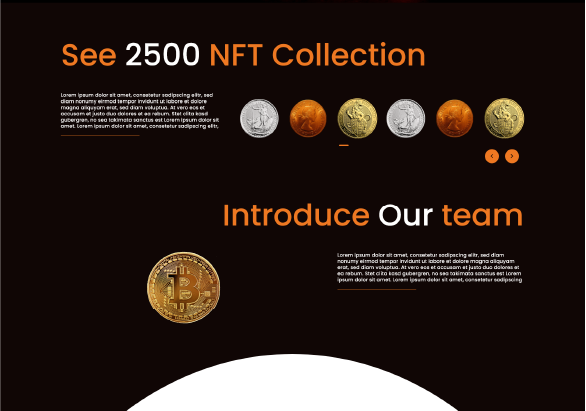 See 2500 NFT Collection
Lorem ipsum dolor sit amet, consetetur sadipscing elitr, sed
diam nonumy eirmod tempor invidunt ut labore et dolore
magna aliquyam erat, sed diam voluptua. At vero eos et
accusam et justo duo dolores et ea rebum. Stet clita kasd
gubergren, no sea takimata sanctus est Lorem ipsum dolor sit
amet. Lorem ipsum dolor sit amet, consetetur sadipscing elitr,
Introduce Our team
Lorem ipsum dolor sit amet, consetetur sadipscing elitr, sed diam
nonumy eirmod tempor invidunt ut labore et dolore magna aliquyam
erat, sed diam voluptua. At vero eos et accusam et justo duo dolores et
ea rebum. Stet clita kasd gubergren, no sea takimata sanctus est Lorem
ipsum dolor sit amet. Lorem ipsum dolor sit amet, consetetur sadipscing